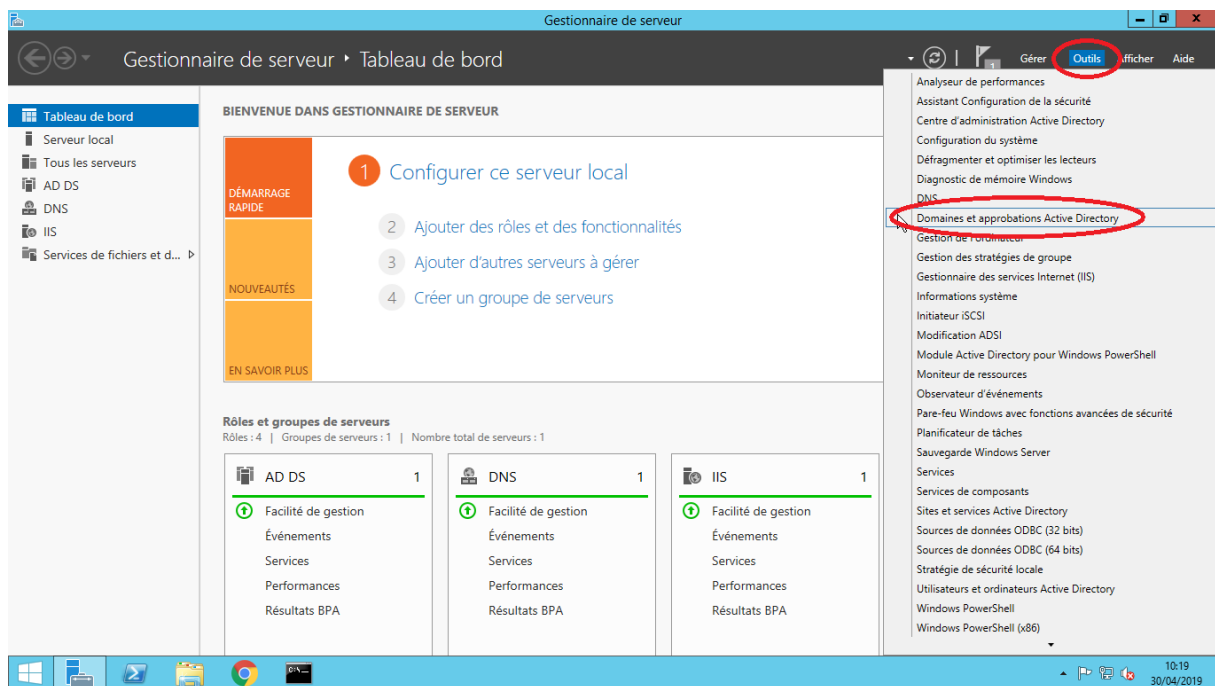 Gestionnaire de serveur
Gestionnaire de serveur • Tableau de bord
1
Gérer
Outils
Afficher
Aide
Tableau de bord
Serveur local
Tous les serveurs
AD DS
DNS
IIS
Services de fichiers et d...
BIENVENUE DANS GESTIONNAIRE DE SERVEUR
DÉMARRAGE
RAPIDE
NOUVEAUTÉS
EN SAVOIR PLUS
1 Configurer ce serveur local
2 Ajouter des rôles et des fonctionnalités
3 Ajouter d'autres serveurs à gérer
4 Créer un groupe de serveurs
Rôles et groupes de serveurs
Rôles : 4 | Groupes de serveurs : 1 | Nombre total de serveurs : 1
AD DS 1
Facilité de gestion
Événements
Services
Performances
Résultats BPA
DNS 1
Facilité de gestion
Événements
Services
Performances
Résultats BPA
IIS 1
Facilité de gestion
Événements
Services
Performances
Résultats BPA
Analyseur de performances
Assistant Configuration de la sécurité
Centre d'administration Active Directory
Configuration du système
Défragmenter et optimiser les lecteurs
Diagnostic de mémoire Windows
DNS
Domaines et approbations Active Directory
Gestion de l'ordinateur
Gestion des stratégies de groupe
Gestionnaire des services Internet (IIS)
Informations système
Initiateur iSCSI
Modification ADSI
Module Active Directory pour Windows PowerShell
Moniteur de ressources
Observateur d'événements
Pare-feu Windows avec fonctions avancées de sécurité
Planificateur de tâches
Sauvegarde Windows Server
Services
Services de composants
Sites et services Active Directory
Sources de données ODBC (32 bits)
Sources de données ODBC (64 bits)
Stratégie de sécurité locale
Utilisateurs et ordinateurs Active Directory
Windows PowerShell
Windows PowerShell (x86)
10:19
30/04/2019